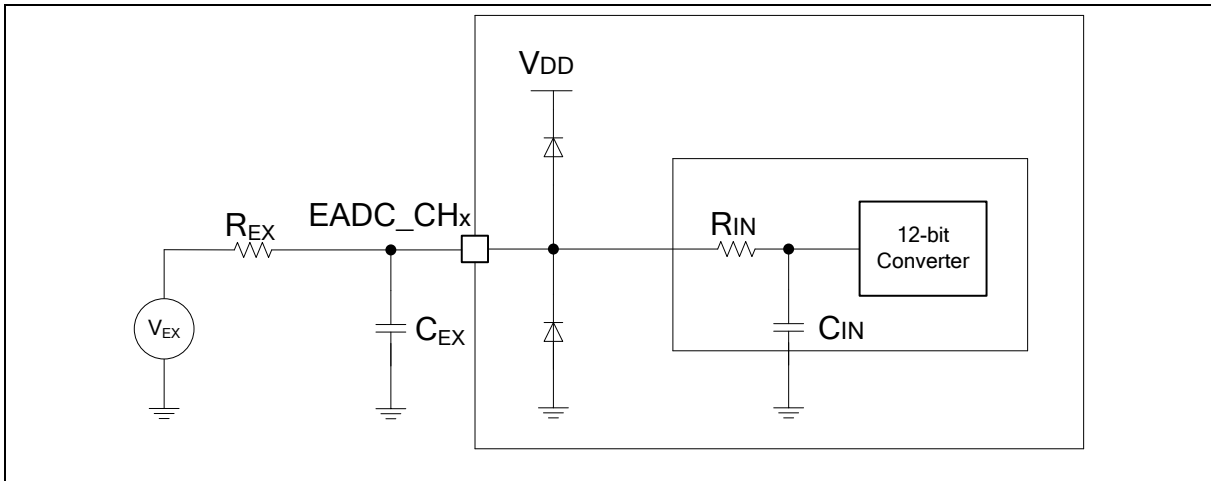 VDD
EADC_CHx
REX
RIN
12-bit
Converter
VEX
CEX
CIN